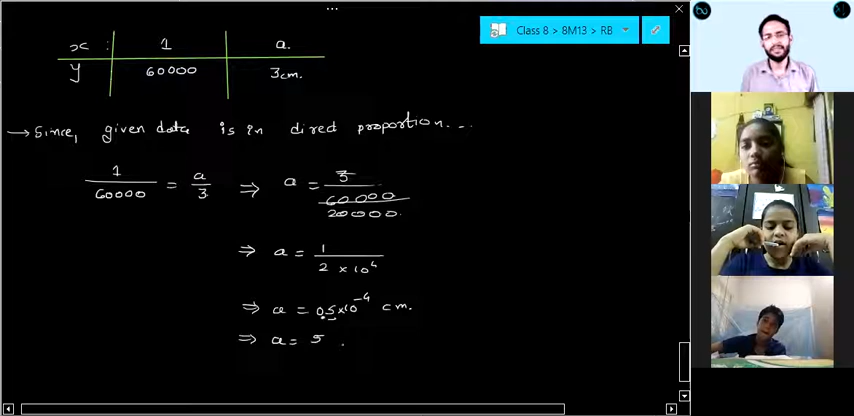 Class 8 > 8M13 > RB
x : 1 a.
y 60000 3cm.
→ Since, given data is in dired proportion...
1/60000 = a/3 ⇒ a = 3/60000 20000.
⇒ a = 1/2 × 10⁴
⇒ a = 0.5×10⁻⁴ cm.
⇒ a = 5 .